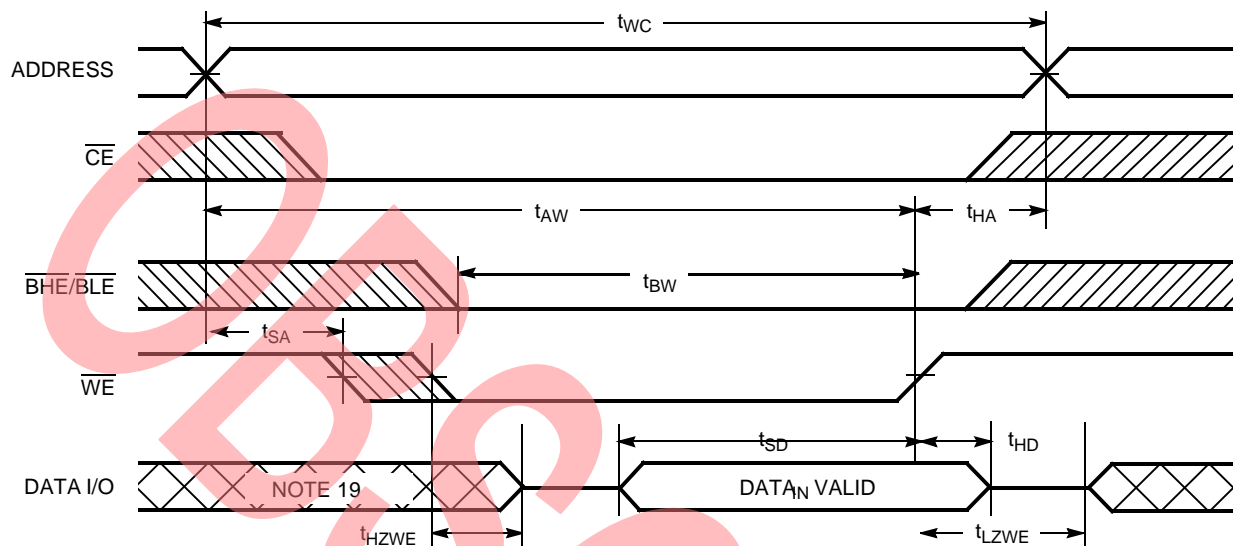 tWC
ADDRESS
CE
tAW
tHA
BHE/BLE
tBW
tSA
WE
tSD
tHD
DATA I/O
NOTE 19
DATAIN VALID
tHZWE
tLZWE